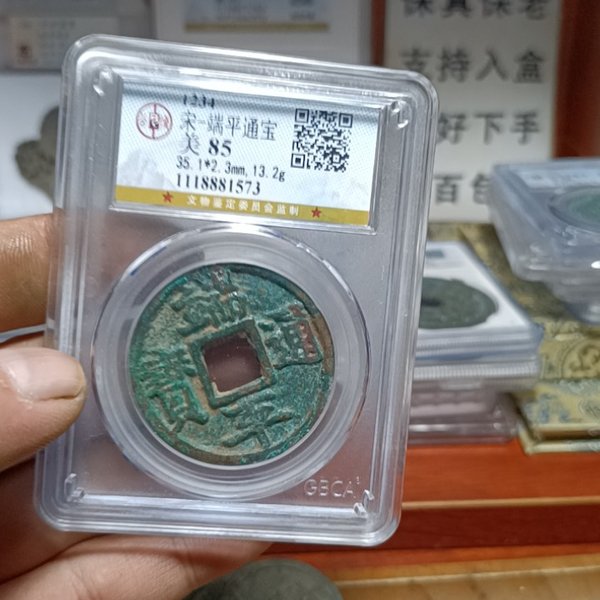 1234
宋-端平通宝
美 85
35.1*2.3mm, 13.2g
1118881573
文物鉴定委员会监制
端平通寶
GBCA
保真保老
支持入盒
好下手
百包